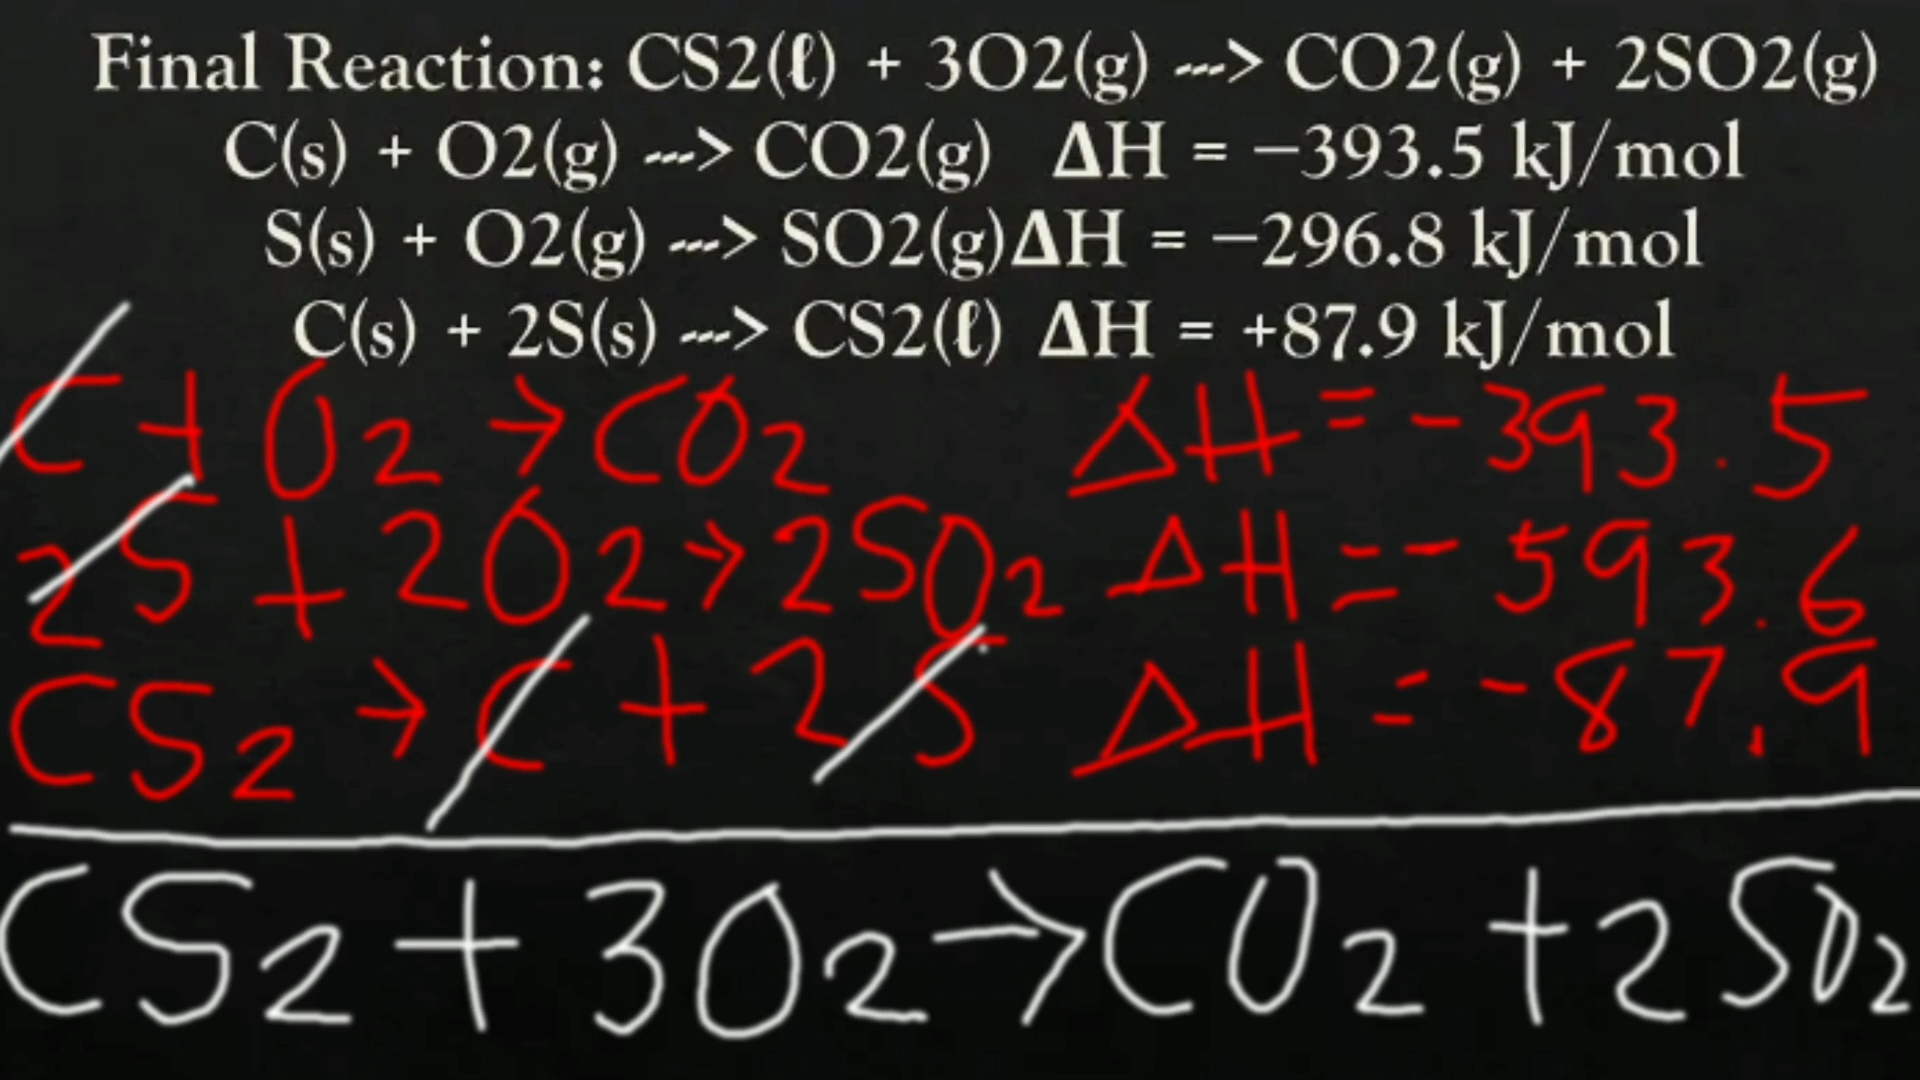 Final Reaction: CS2(ℓ) + 3O2(g) ---> CO2(g) + 2SO2(g)
C(s) + O2(g) ---> CO2(g) ΔH = −393.5 kJ/mol
S(s) + O2(g) ---> SO2(g)ΔH = −296.8 kJ/mol
C(s) + 2S(s) ---> CS2(ℓ) ΔH = +87.9 kJ/mol
C + O2 → CO2 ΔH = -393.5
2S + 2O2 → 2SO2 ΔH = -593.6
CS2 → C + 2S ΔH = -87.9
CS2 + 3O2 → CO2 + 2SO2